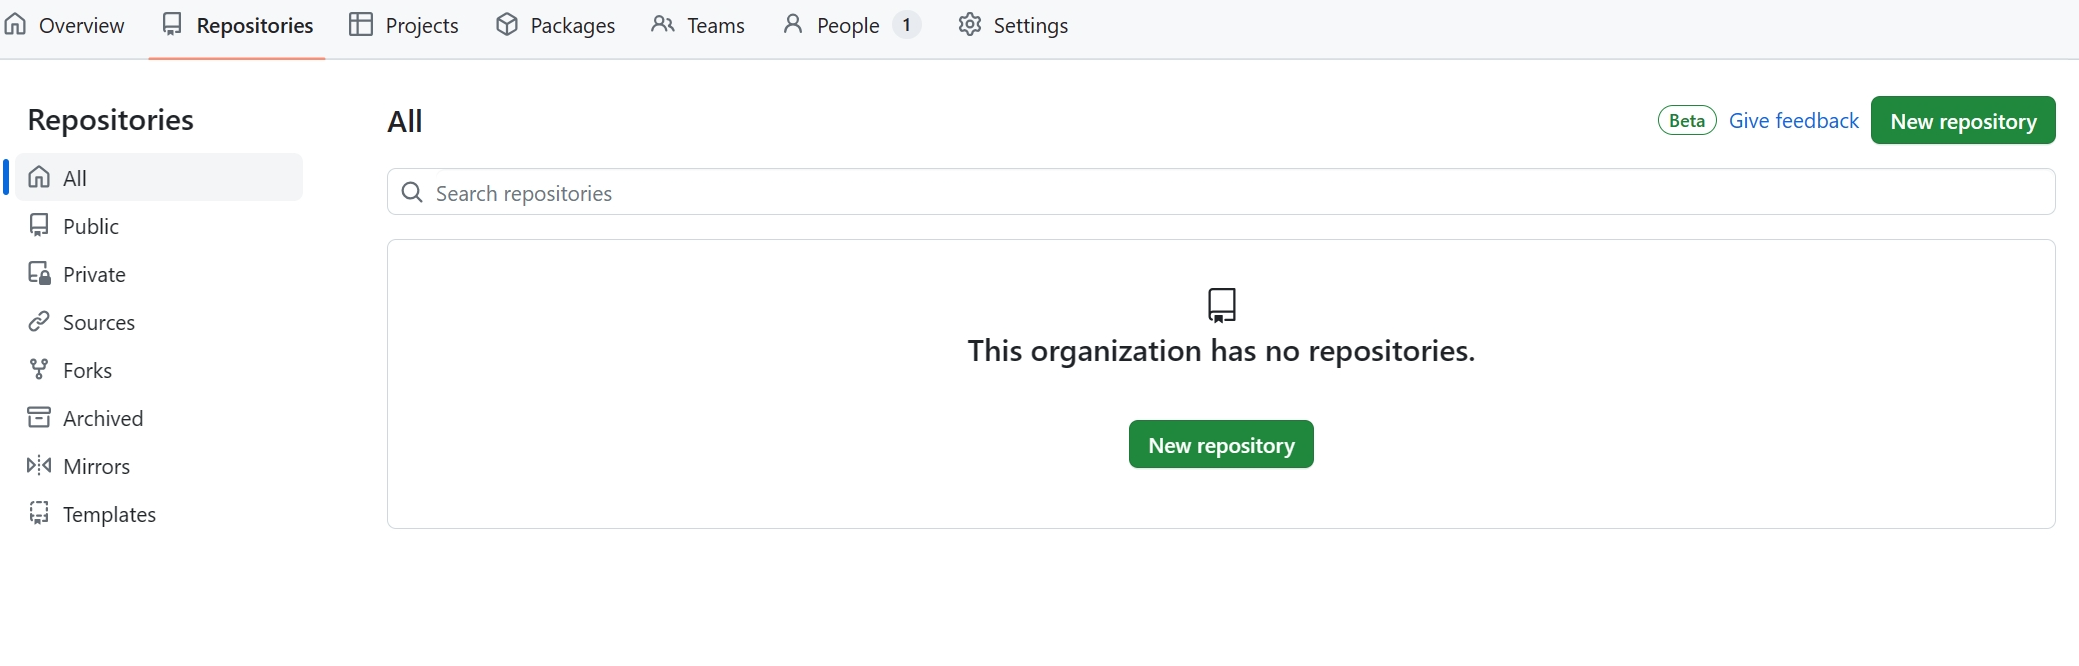 Overview Repositories Projects Packages Teams People 1 Settings
Repositories
All
Public
Private
Sources
Forks
Archived
Mirrors
Templates
All
Beta Give feedback New repository
Search repositories
This organization has no repositories.
New repository